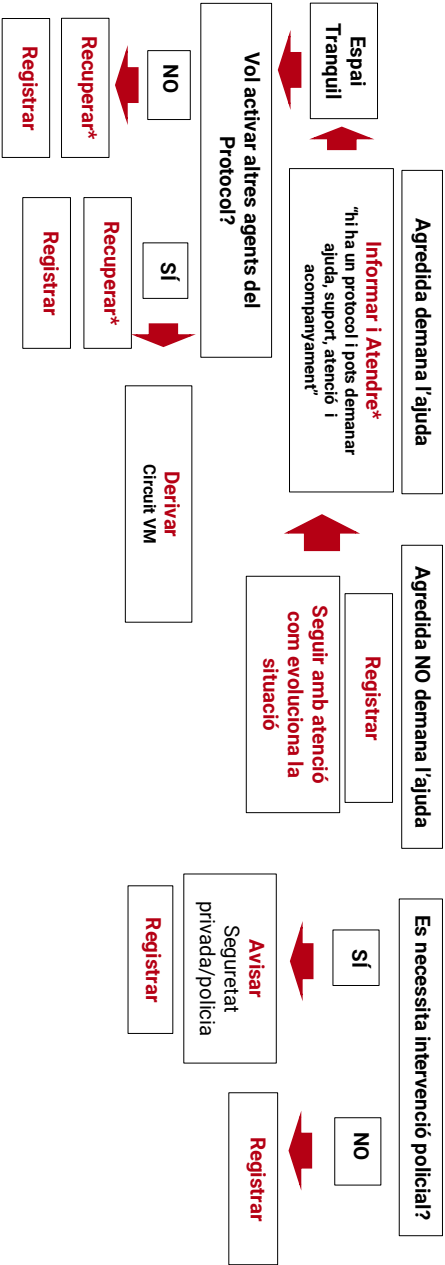 Agredida demana l’ajuda
Informar i Atendre*
“hi ha un protocol i pots demanar
ajuda, suport, atenció i
acompanyament”
Espai
Tranquil
Vol activar altres agents del
Protocol?
NO
Recuperar*
Registrar
SÍ
Recuperar*
Registrar
Derivar
Circuit VM
Agredida NO demana l’ajuda
Registrar
Seguir amb atenció
com evoluciona la
situació
Es necessita intervenció policial?
SÍ
Avisar
Seguretat
privada/policia
Registrar
NO
Registrar